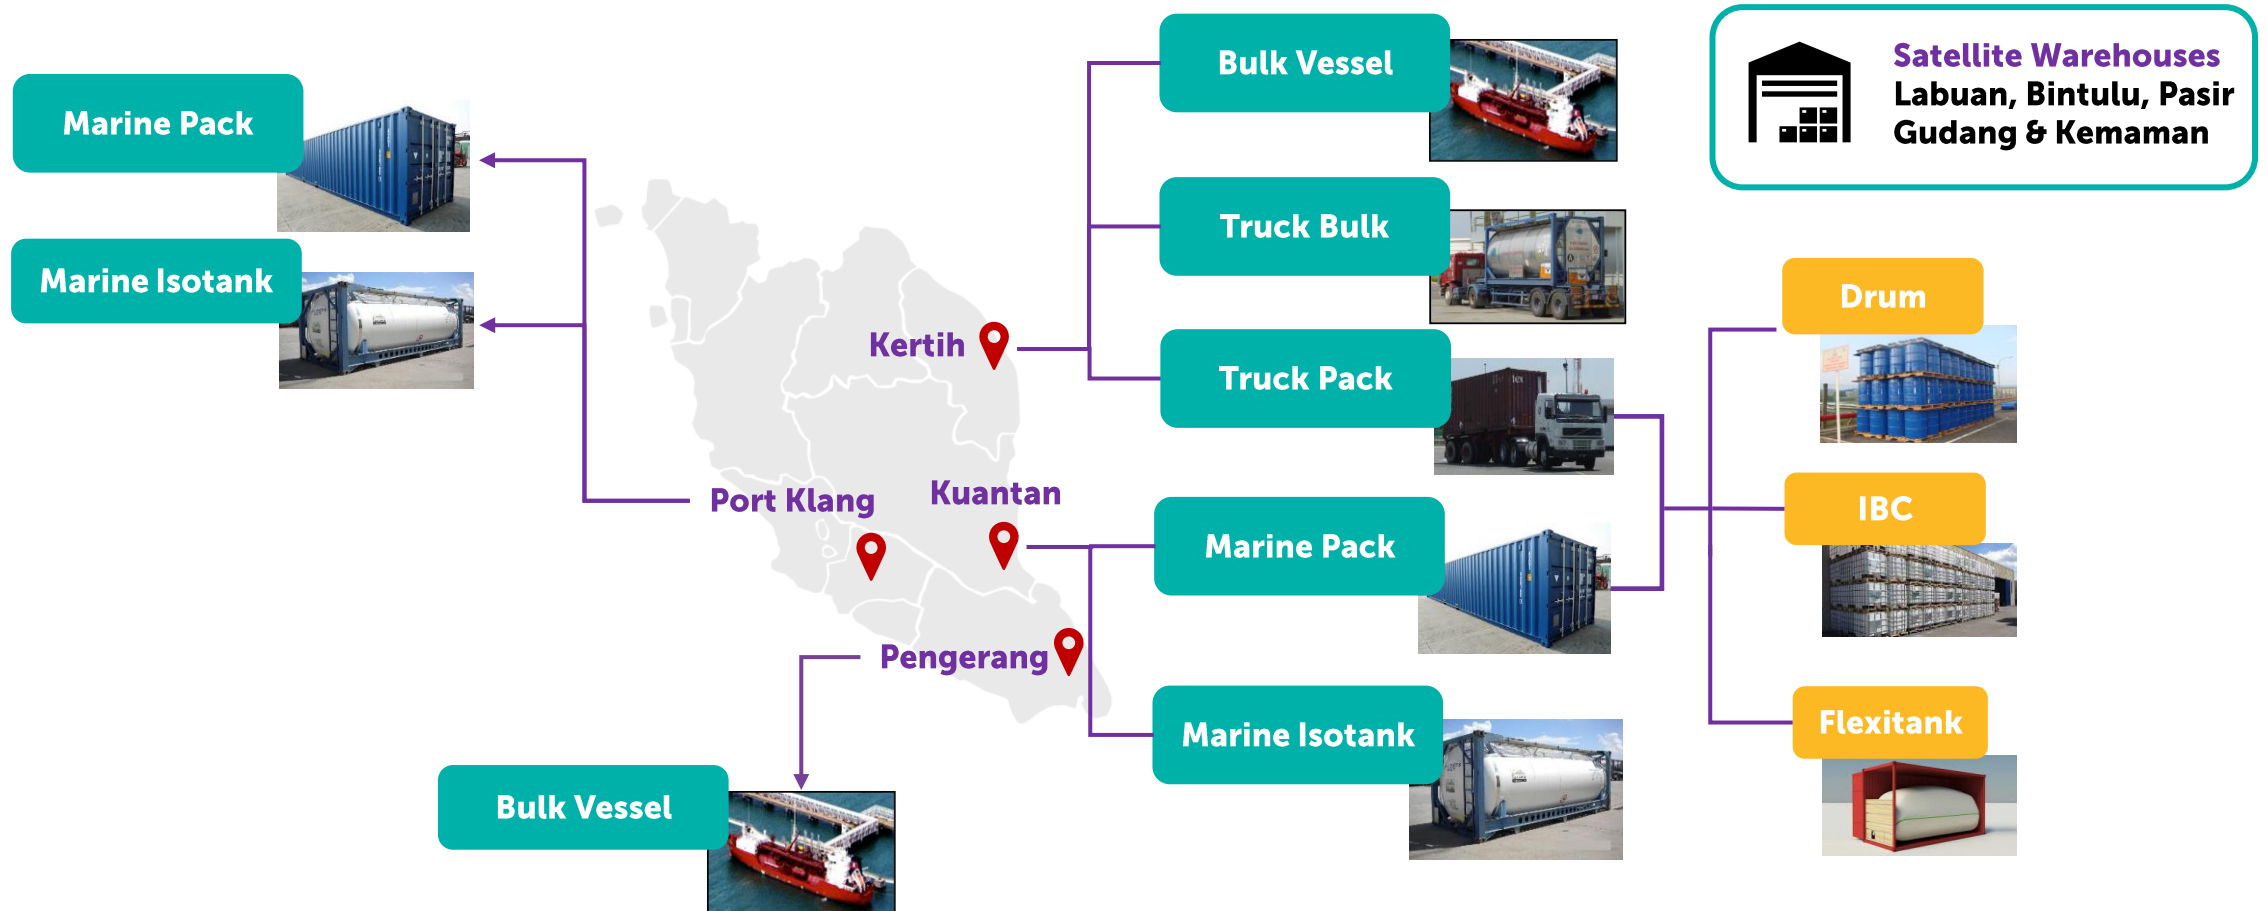 Marine Pack
Marine Isotank
Bulk Vessel
Truck Bulk
Truck Pack
Satellite Warehouses
Labuan, Bintulu, Pasir
Gudang & Kemaman
Kertih
Port Klang
Kuantan
Pengerang
Marine Pack
Marine Isotank
Bulk Vessel
Drum
IBC
Flexitank